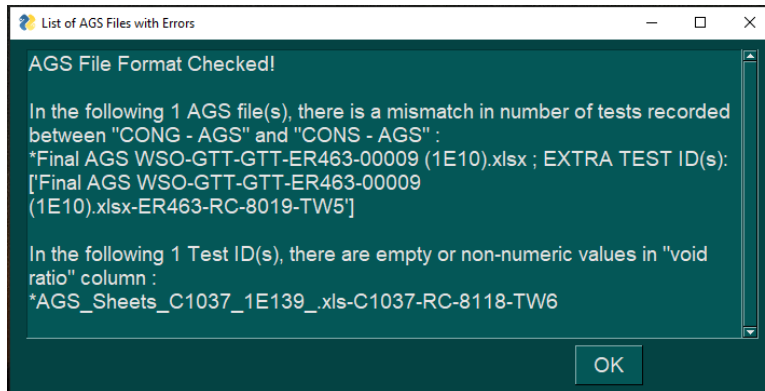 List of AGS Files with Errors
AGS File Format Checked!
In the following 1 AGS file(s), there is a mismatch in number of tests recorded
between "CONG - AGS" and "CONS - AGS" :
*Final AGS WSO-GTT-GTT-ER463-00009 (1E10).xlsx ; EXTRA TEST ID(s):
['Final AGS WSO-GTT-GTT-ER463-00009
(1E10).xlsx-ER463-RC-8019-TW5']
In the following 1 Test ID(s), there are empty or non-numeric values in "void
ratio" column :
*AGS_Sheets_C1037_1E139_.xls-C1037-RC-8118-TW6
OK